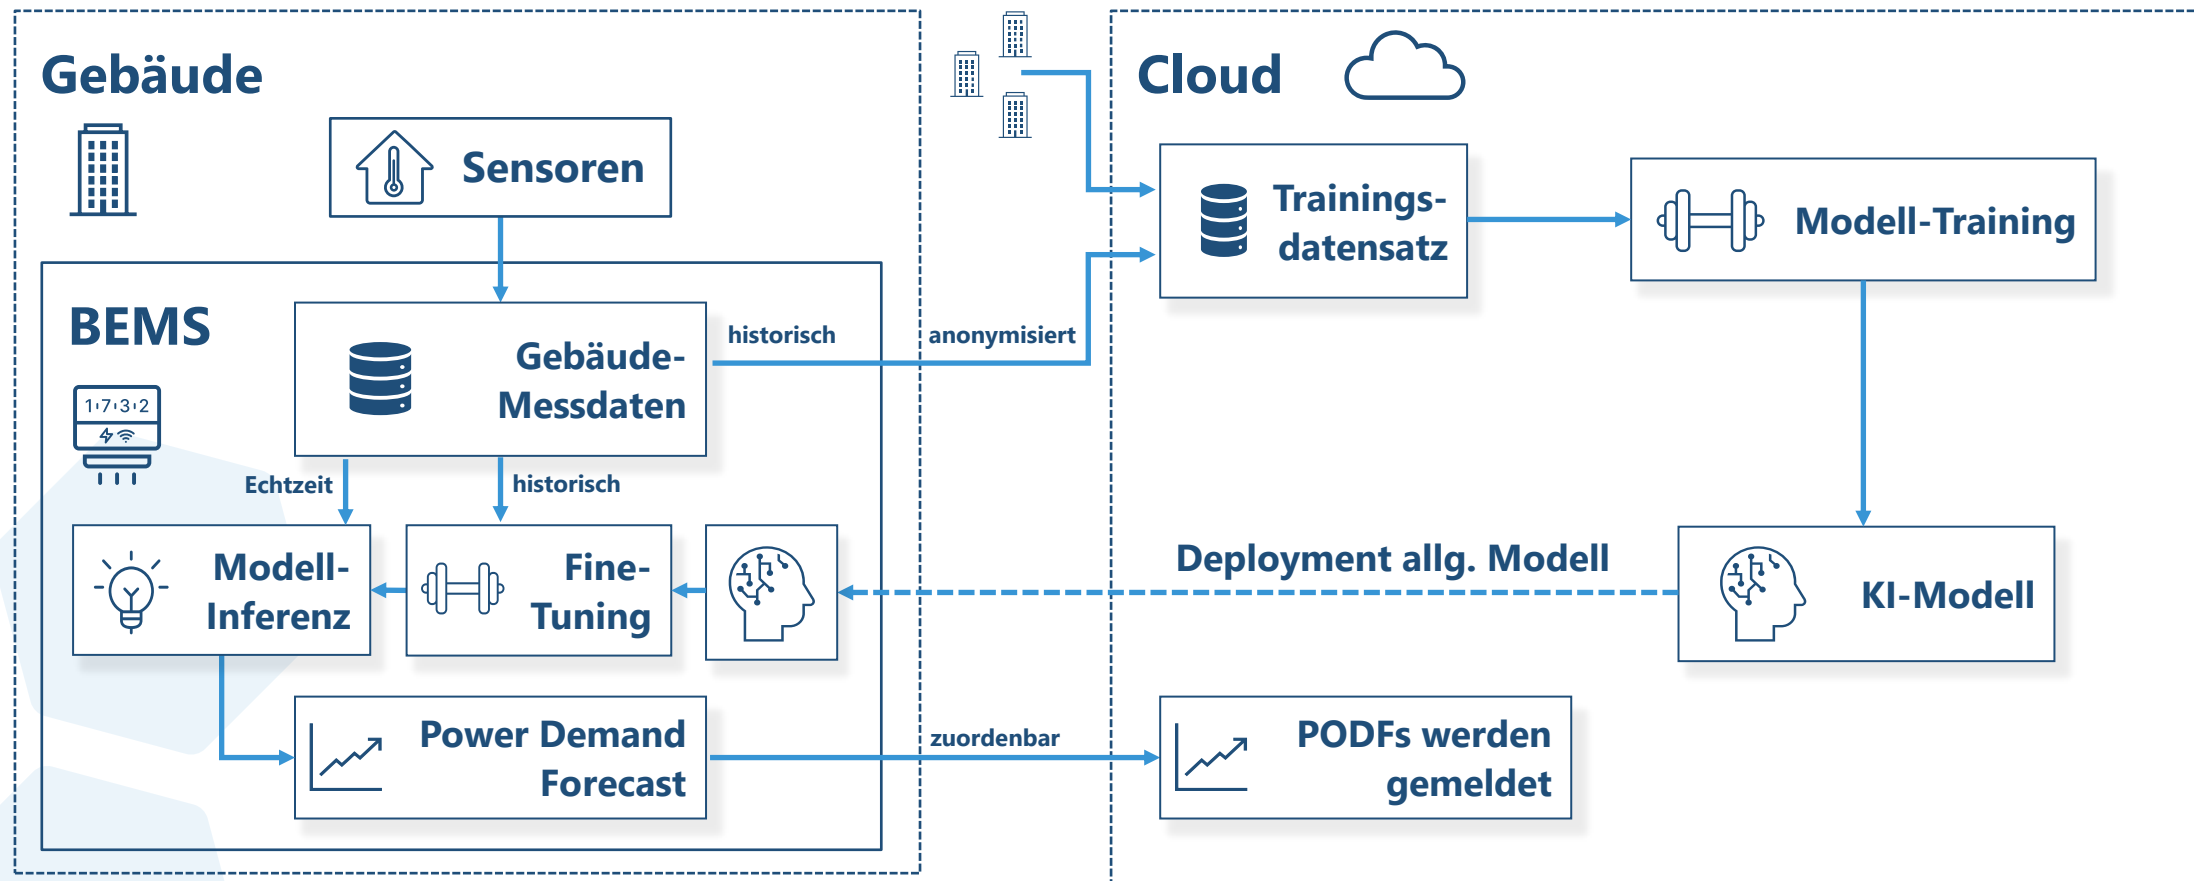 Gebäude
Cloud
Sensoren
Trainings-
datensatz
Modell-Training
BEMS
1 7 3 2
Gebäude-
Messdaten
historisch
anonymisiert
Echtzeit
historisch
Modell-
Inferenz
Fine-
Tuning
Deployment allg. Modell
KI-Modell
Power Demand
Forecast
zuordenbar
PODFs werden
gemeldet